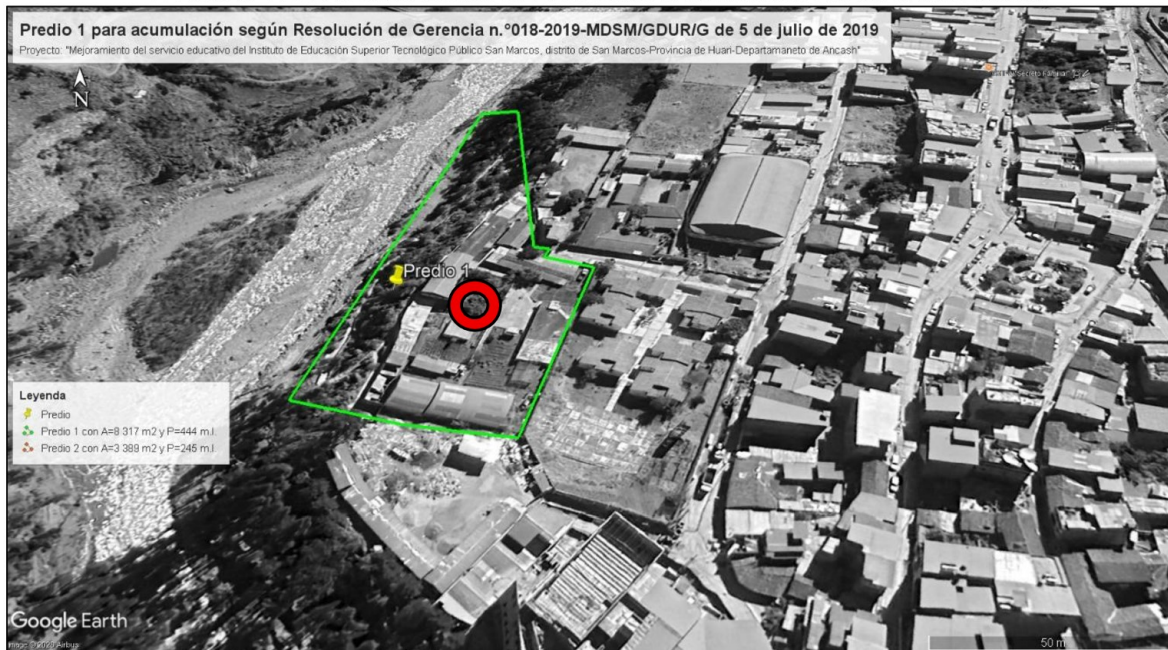 Predio 1 para acumulación según Resolución de Gerencia n.°018-2019-MDSM/GDUR/G de 5 de julio de 2019
Proyecto: "Mejoramiento del servicio educativo del Instituto de Educación Superior Tecnológico Público San Marcos, distrito de San Marcos-Provincia de Huari-Departamaneto de Ancash"
N
Predio 1
Leyenda
Predio
Predio 1 con A=8 317 m2 y P=444 m.l.
Predio 2 con A=3 389 m2 y P=245 m.l.
Google Earth
Airbus
50 m